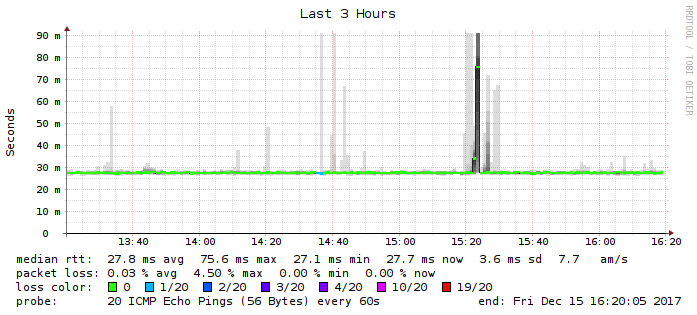 Last 3 Hours
RRDTOOL / TOBI OETIKER
Seconds
90 m
80 m
70 m
60 m
50 m
40 m
30 m
20 m
10 m
0
13:40 14:00 14:20 14:40 15:00 15:20 15:40 16:00 16:20
median rtt: 27.8 ms avg 75.6 ms max 27.1 ms min 27.7 ms now 3.6 ms sd 7.7 am/s
packet loss: 0.03 % avg 4.50 % max 0.00 % min 0.00 % now
loss color: 0 1/20 2/20 3/20 4/20 10/20 19/20
probe: 20 ICMP Echo Pings (56 Bytes) every 60s end: Fri Dec 15 16:20:05 2017